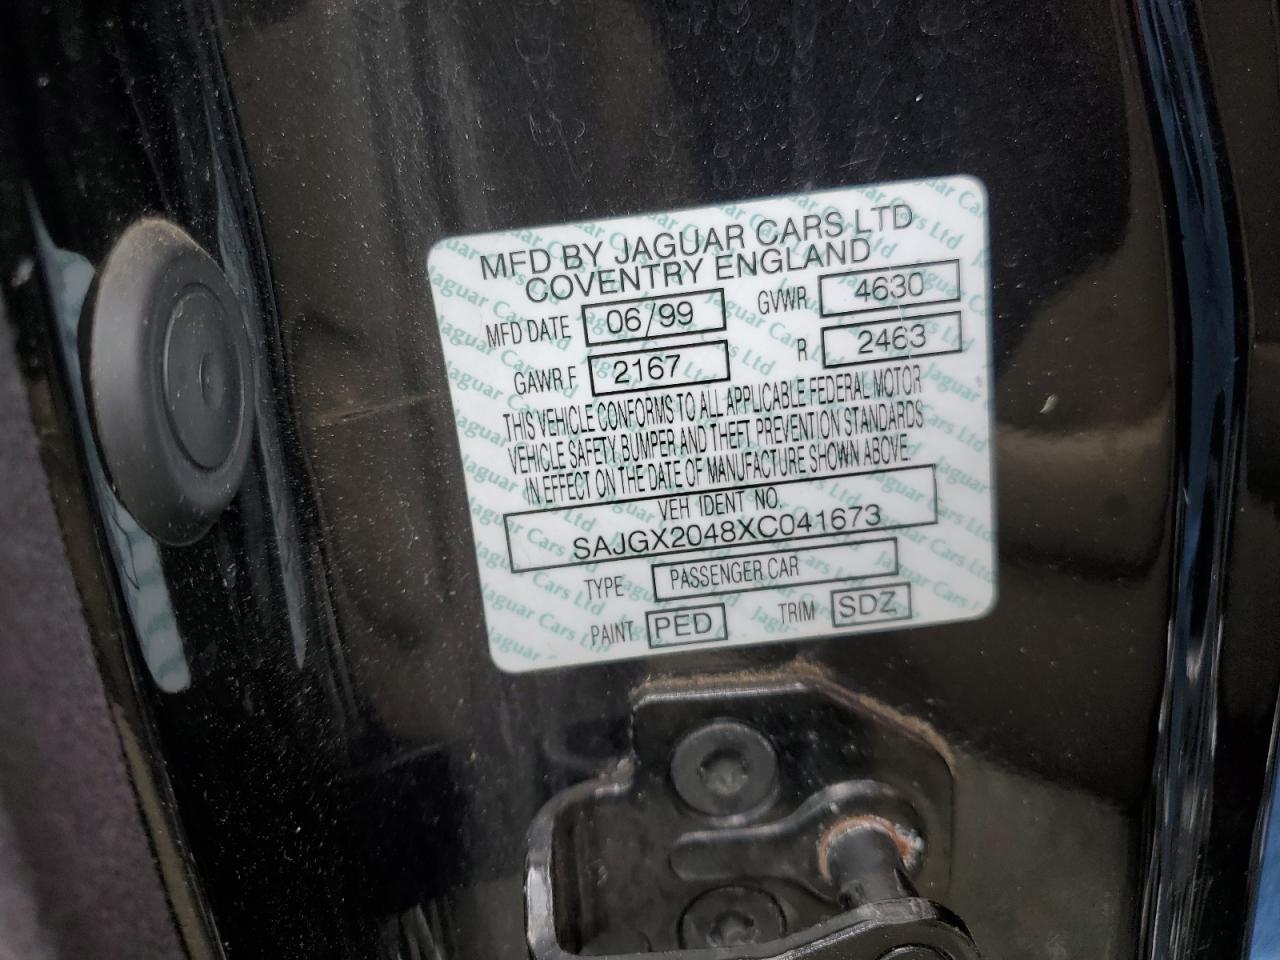 MFD BY JAGUAR CARS LTD
COVENTRY ENGLAND
MFD DATE 06/99 GVWR 4630
GAWR F 2167 R 2463
THIS VEHICLE CONFORMS TO ALL APPLICABLE FEDERAL MOTOR
VEHICLE SAFETY, BUMPER AND THEFT PREVENTION STANDARDS
IN EFFECT ON THE DATE OF MANUFACTURE SHOWN ABOVE.
VEH IDENT NO.
SAJGX2048XC041673
TYPE PASSENGER CAR
PAINT PED TRIM SDZ